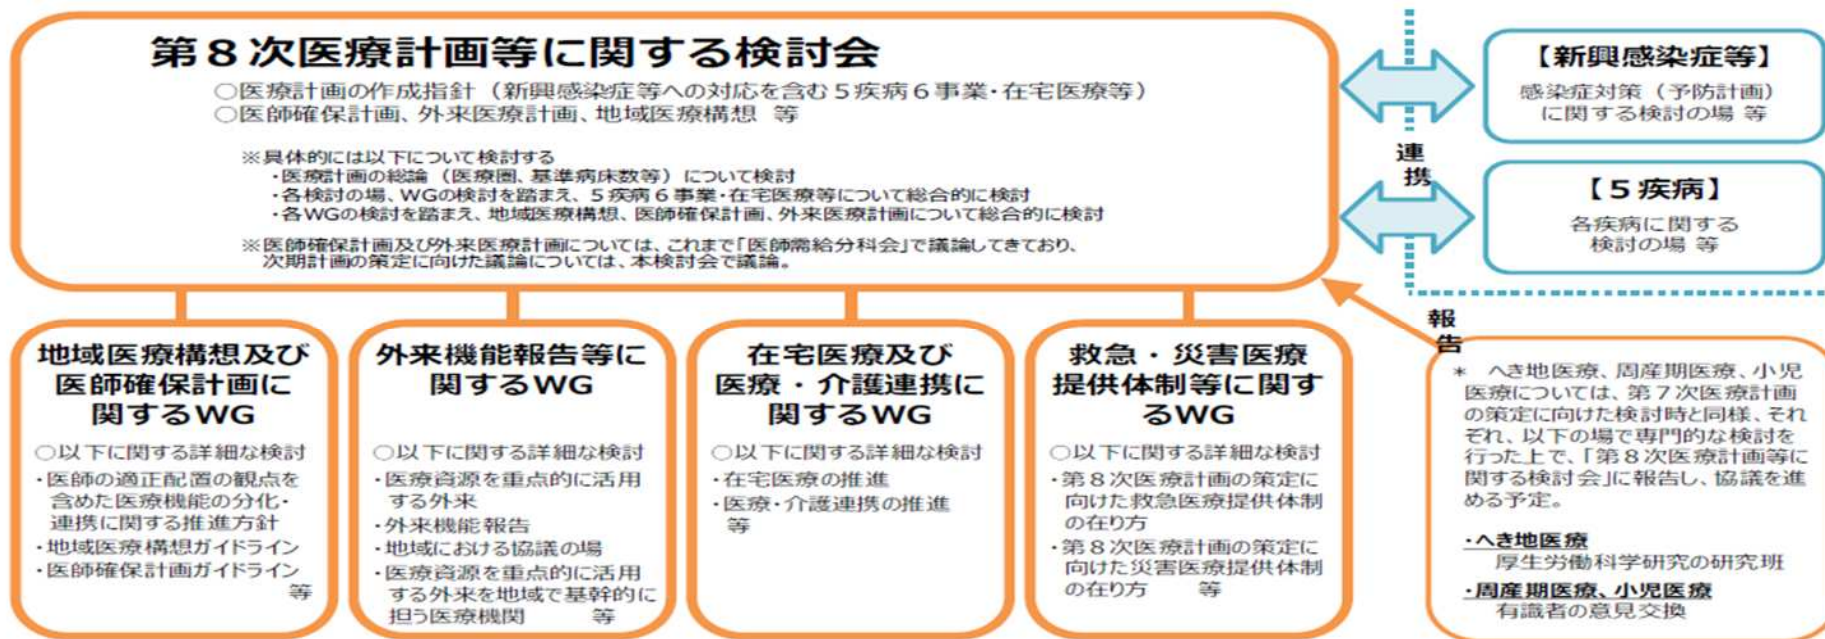 第８次医療計画等に関する検討会
○医療計画の作成指針（新興感染症等への対応を含む５疾病６事業・在宅医療等）
○医師確保計画、外来医療計画、地域医療構想 等
※具体的には以下について検討する
・医療計画の総論（医療圏、基準病床数等）について検討
・各検討の場、WGの検討を踏まえ、５疾病６事業・在宅医療等について総合的に検討
・各WGの検討を踏まえ、地域医療構想、医師確保計画、外来医療計画について総合的に検討
※医師確保計画及び外来医療計画については、これまで「医師需給分科会」で議論してきており、
次期計画の策定に向けた議論については、本検討会で議論。
連
携
【新興感染症等】
感染症対策（予防計画）
に関する検討の場 等
【５疾病】
各疾病に関する
検討の場 等
地域医療構想及び
医師確保計画に
関するWG
○以下に関する詳細な検討
・医師の適正配置の観点を
含めた医療機能の分化・
連携に関する推進方針
・地域医療構想ガイドライン
・医師確保計画ガイドライン
等
外来機能報告等に
関するWG
○以下に関する詳細な検討
・医療資源を重点的に活用
する外来
・外来機能報告
・地域における協議の場
・医療資源を重点的に活用
する外来を地域で基幹的に
担う医療機関 等
在宅医療及び
医療・介護連携に
関するWG
○以下に関する詳細な検討
・在宅医療の推進
・医療・介護連携の推進
等
救急・災害医療
提供体制等に関す
るWG
○以下に関する詳細な検討
・第８次医療計画の策定に
向けた救急医療提供体制
の在り方
・第８次医療計画の策定に
向けた災害医療提供体制
の在り方 等
報
告
* へき地医療、周産期医療、小児
医療については、第７次医療計画
の策定に向けた検討時と同様、それ
ぞれ、以下の場で専門的な検討を
行った上で、「第８次医療計画等に
関する検討会」に報告し、協議を進
める予定。
・へき地医療
厚生労働科学研究の研究班
・周産期医療、小児医療
有識者の意見交換